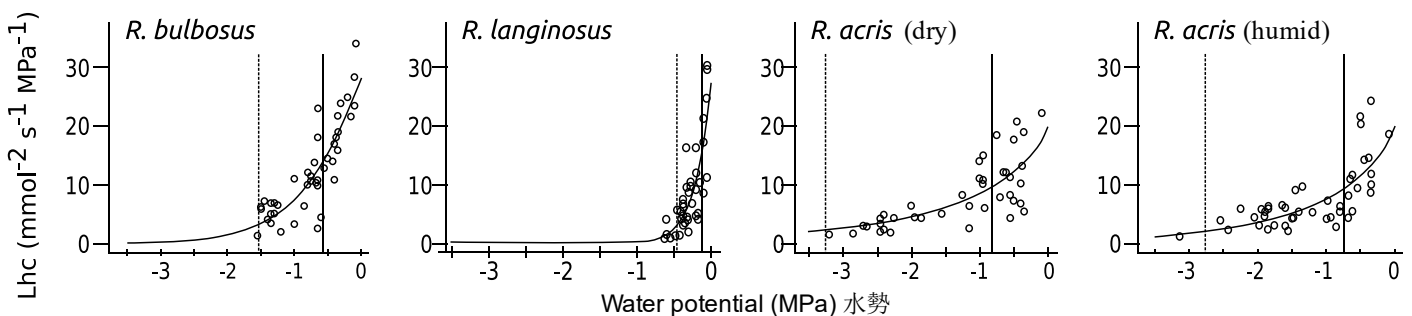 R. bulbosus
R. langinosus
R. acris (dry)
R. acris (humid)
Lhc (mmol-2 s-1 MPa-1)
30
20
10
0
30
20
10
0
30
20
10
0
30
20
10
0
-3 -2 -1 0
-3 -2 -1 0
-3 -2 -1 0
-3 -2 -1 0
Water potential (MPa) 水勢